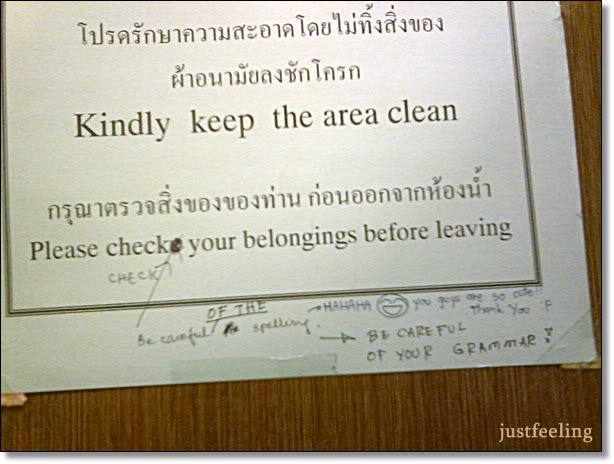 โปรดรักษาความสะอาดโดยไม่ทิ้งสิ่งของ
ผ้าอนามัยลงชักโครก
Kindly keep the area clean
กรุณาตรวจสิ่งของของท่าน ก่อนออกจากห้องน้ำ
Please check your belongings before leaving
CHECK
OF THE
Be careful spelling.
HAHAHA you guys are so cute!!
Thank you :P
BE CAREFUL
OF YOUR GRAMMAR!
justfeeling